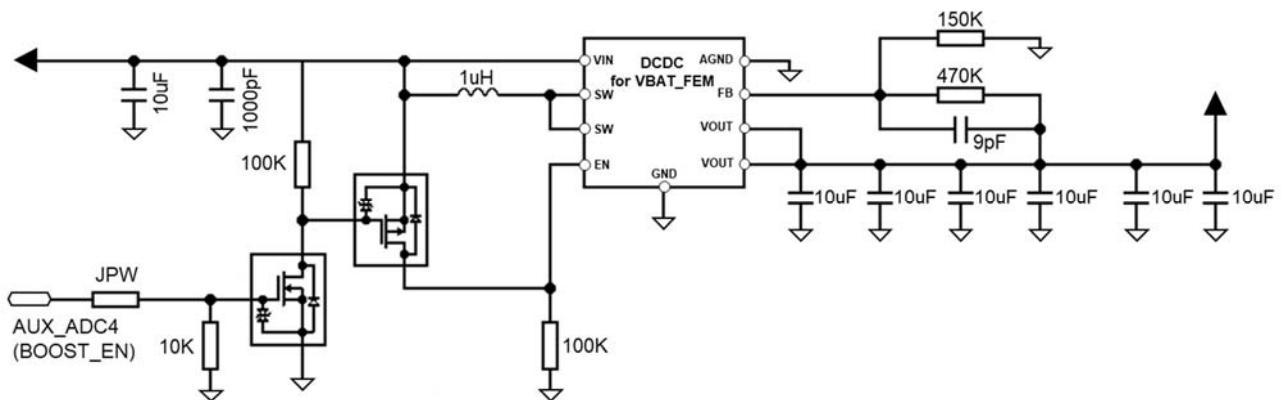 150K
DCDC
for VBAT_FEM
VIN
SW
SW
EN
AGND
FB
VOUT
VOUT
GND
470K
9pF
1uH
10uF
1000pF
100K
JPW
AUX_ADC4
(BOOST_EN)
10K
100K
10uF
10uF
10uF
10uF
10uF
10uF